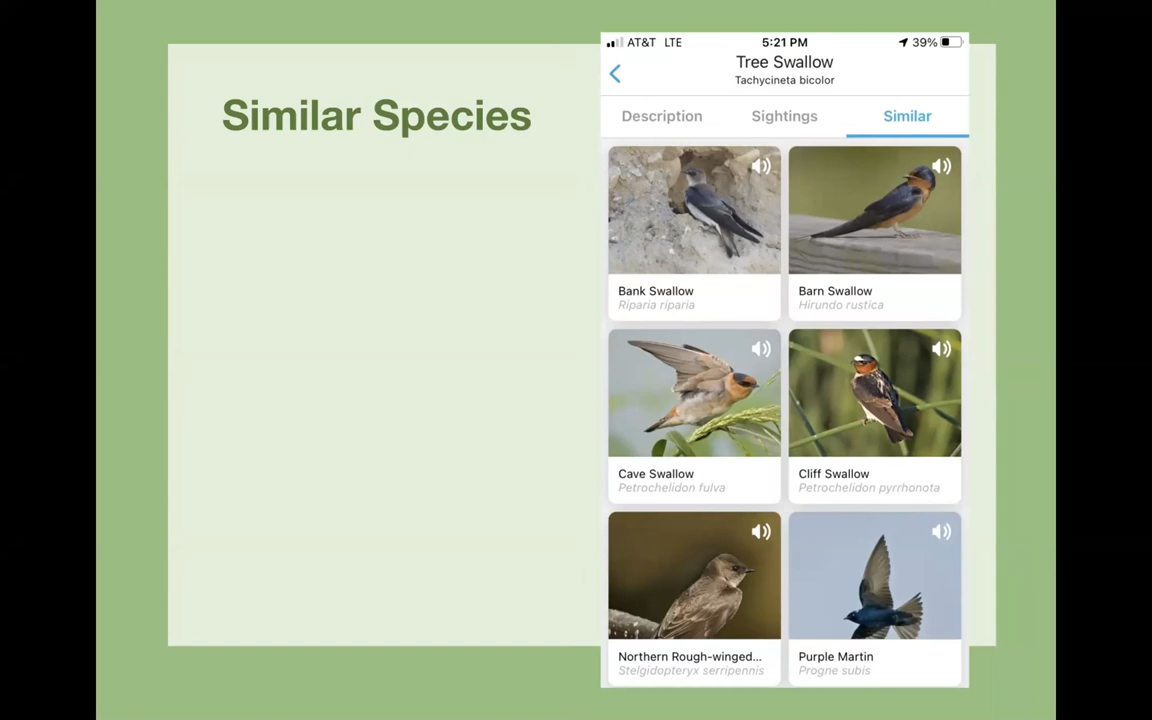 Similar Species
AT&T LTE 5:21 PM 39%
Tree Swallow
Tachycineta bicolor
Description Sightings Similar
Bank Swallow
Riparia riparia
Barn Swallow
Hirundo rustica
Cave Swallow
Petrochelidon fulva
Cliff Swallow
Petrochelidon pyrrhonota
Northern Rough-winged...
Stelgidopteryx serripennis
Purple Martin
Progne subis